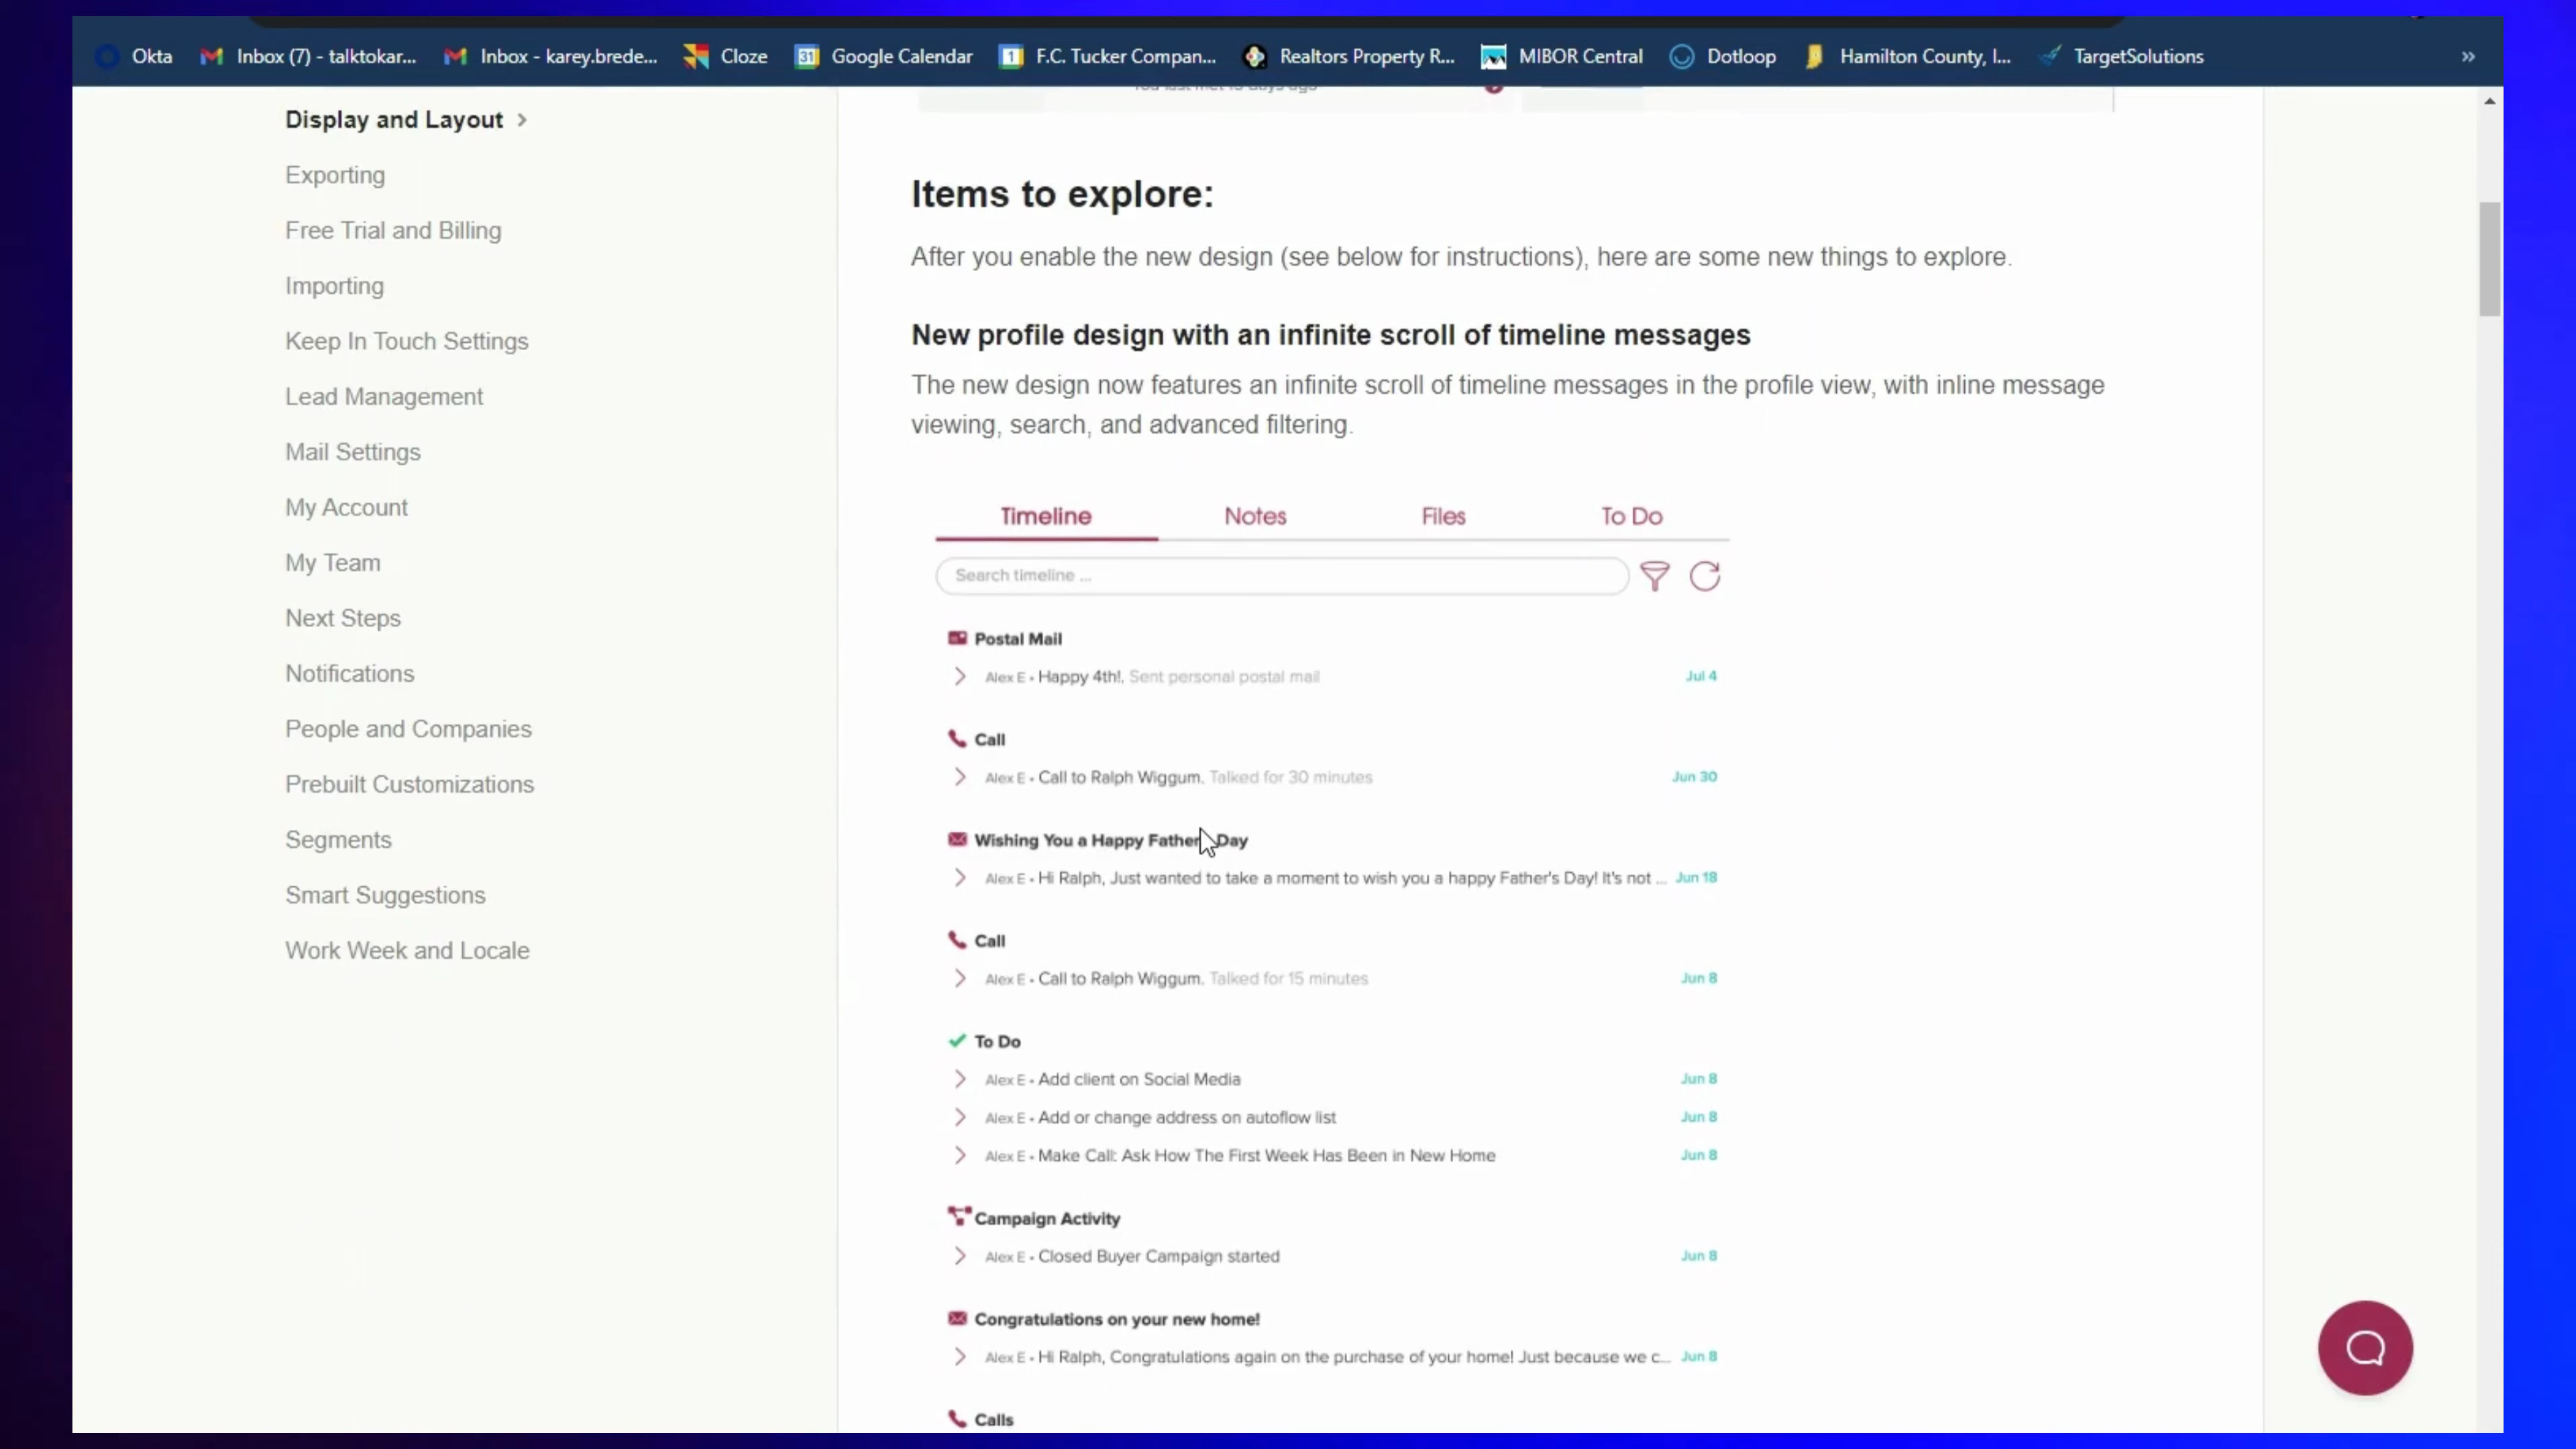 Okta
Inbox (7) - talktokar...
Inbox - karey.brede...
Cloze
31
Google Calendar
1
F.C. Tucker Compan...
Realtors Property R...
MIBOR Central
Dotloop
Hamilton County, I...
TargetSolutions
»
Display and Layout
Exporting
Free Trial and Billing
Importing
Keep In Touch Settings
Lead Management
Mail Settings
My Account
My Team
Next Steps
Notifications
People and Companies
Prebuilt Customizations
Segments
Smart Suggestions
Work Week and Locale
Items to explore:
After you enable the new design (see below for instructions), here are some new things to explore.
New profile design with an infinite scroll of timeline messages
The new design now features an infinite scroll of timeline messages in the profile view, with inline message
viewing, search, and advanced filtering.
Timeline Notes Files To Do
Search timeline ...
Postal Mail
Alex E • Happy 4th!. Sent personal postal mail Jul 4
Call
Alex E • Call to Ralph Wiggum. Talked for 30 minutes Jun 30
Wishing You a Happy Father Day
Alex E • Hi Ralph, Just wanted to take a moment to wish you a happy Father's Day! It's not ... Jun 18
Call
Alex E • Call to Ralph Wiggum. Talked for 15 minutes Jun 8
To Do
Alex E • Add client on Social Media Jun 8
Alex E • Add or change address on autoflow list Jun 8
Alex E • Make Call: Ask How The First Week Has Been in New Home Jun 8
Campaign Activity
Alex E • Closed Buyer Campaign started Jun 8
Congratulations on your new home!
Alex E • Hi Ralph, Congratulations again on the purchase of your home! Just because we c... Jun 8
Calls